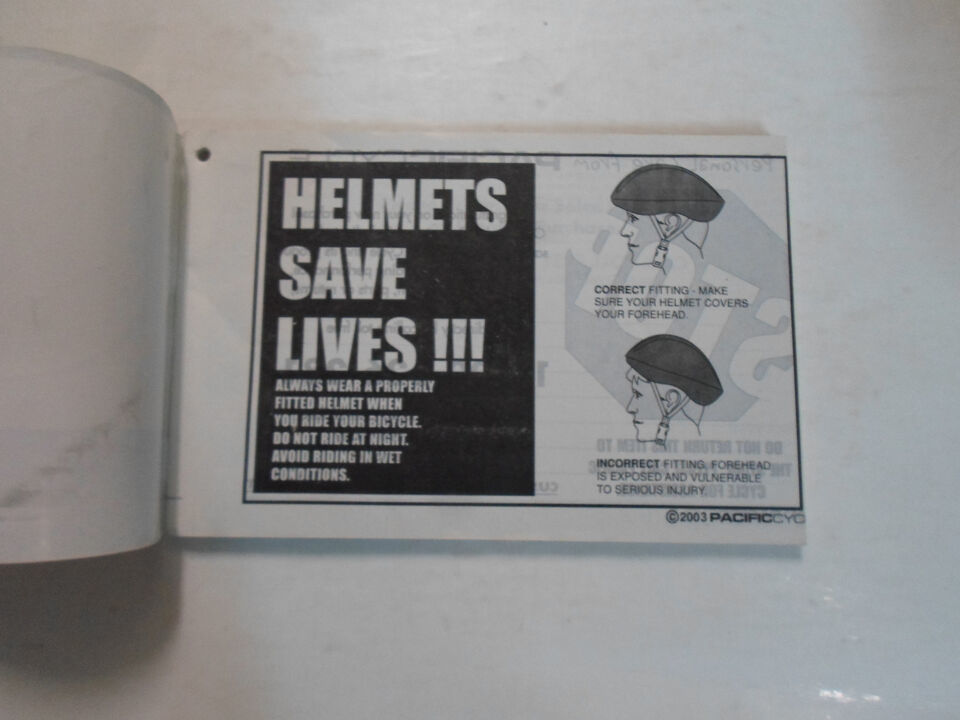 HELMETS
SAVE
LIVES !!!
ALWAYS WEAR A PROPERLY
FITTED HELMET WHEN
YOU RIDE YOUR BICYCLE.
DO NOT RIDE AT NIGHT.
AVOID RIDING IN WET
CONDITIONS.
CORRECT FITTING - MAKE
SURE YOUR HELMET COVERS
YOUR FOREHEAD.
INCORRECT FITTING. FOREHEAD
IS EXPOSED AND VULNERABLE
TO SERIOUS INJURY.
©2003 PACIFICCYC